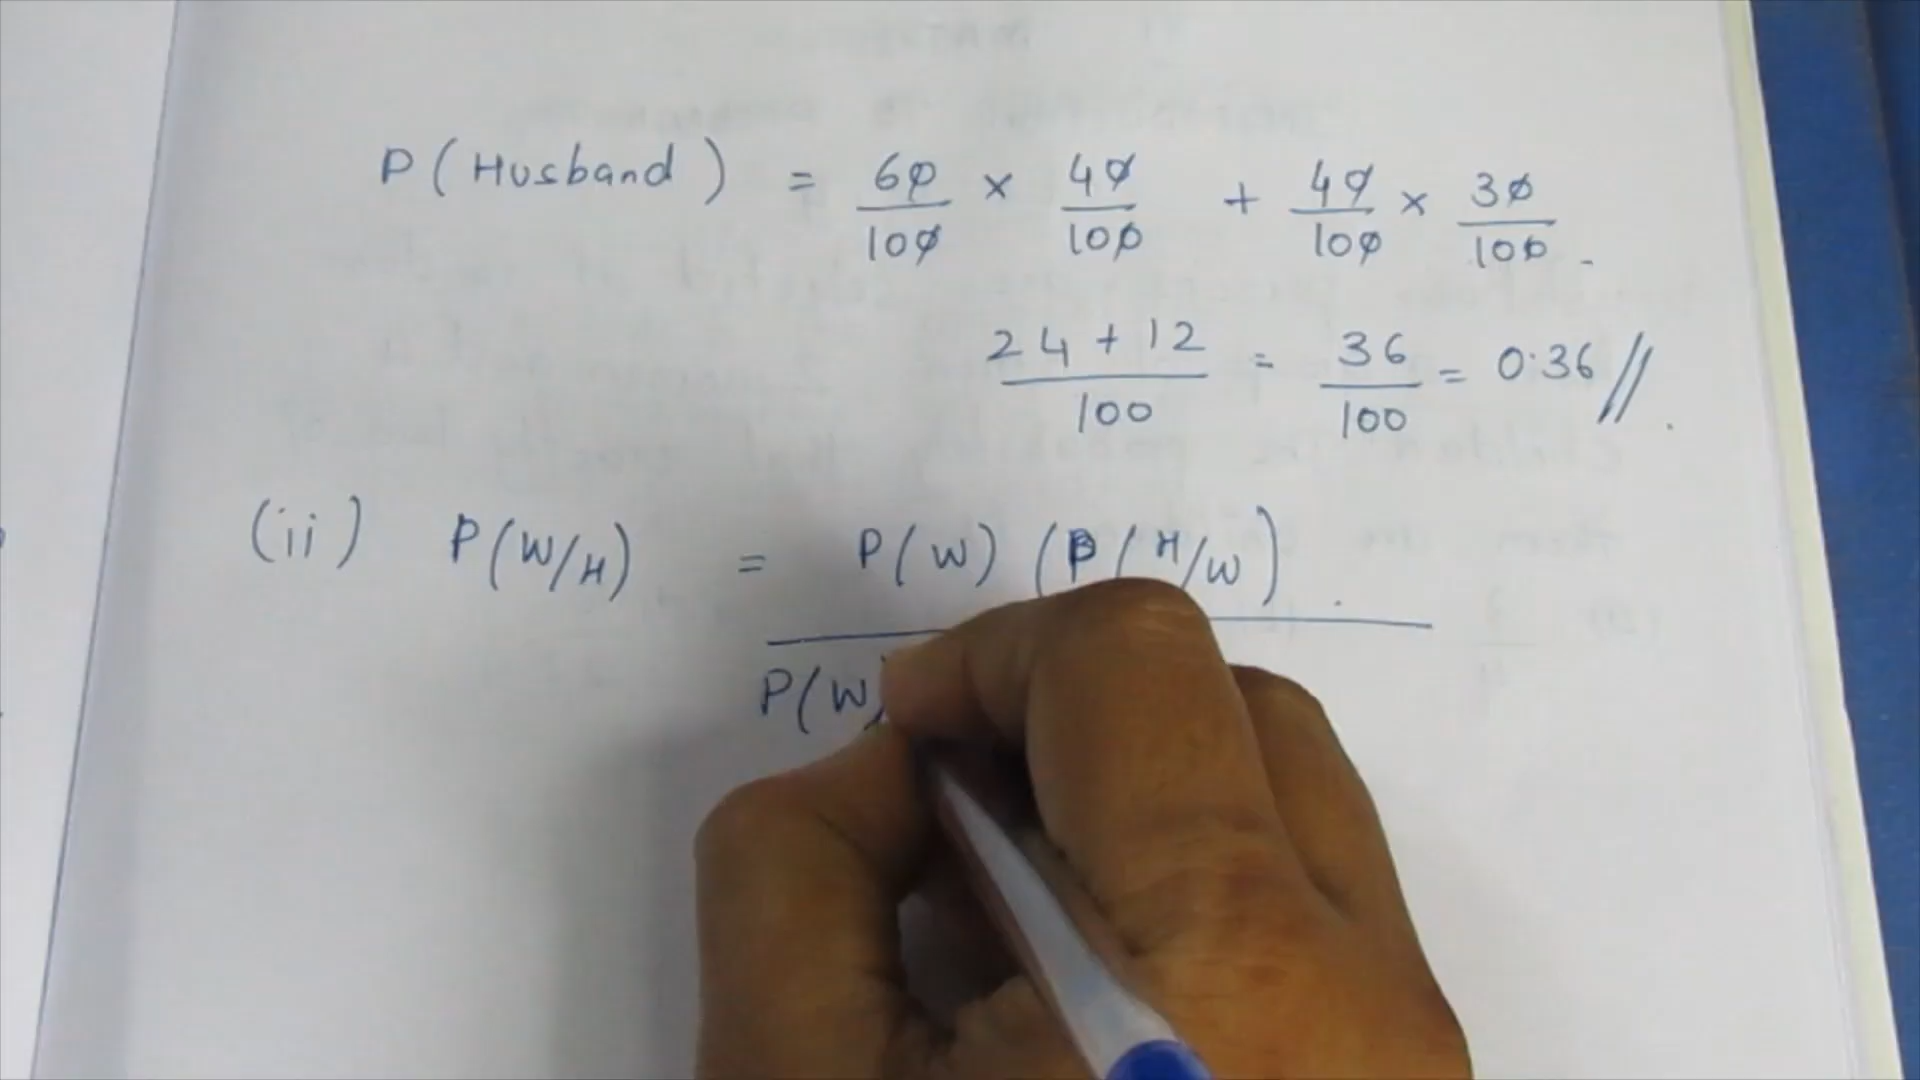 P ( Husband ) = 60/100 × 40/100 + 40/100 × 30/100 .
24 + 12/100 = 36/100 = 0.36 // .
(ii) P(W/H) = P(W) (P(H/W) .
P(W)